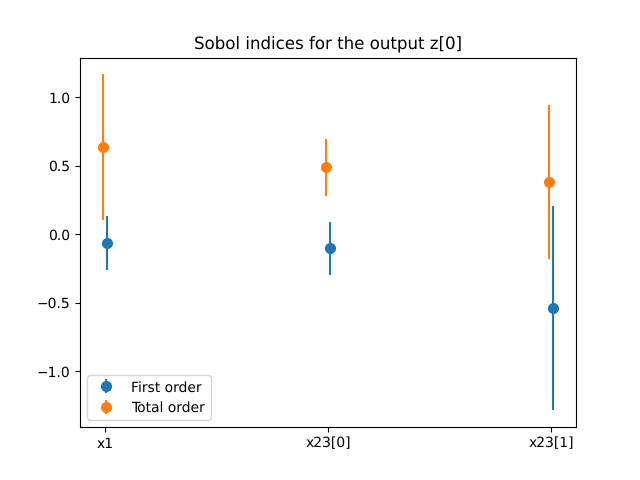 Sobol indices for the output z[0]
1.0
0.5
0.0
−0.5
−1.0
First order
Total order
x1 x23[0] x23[1]